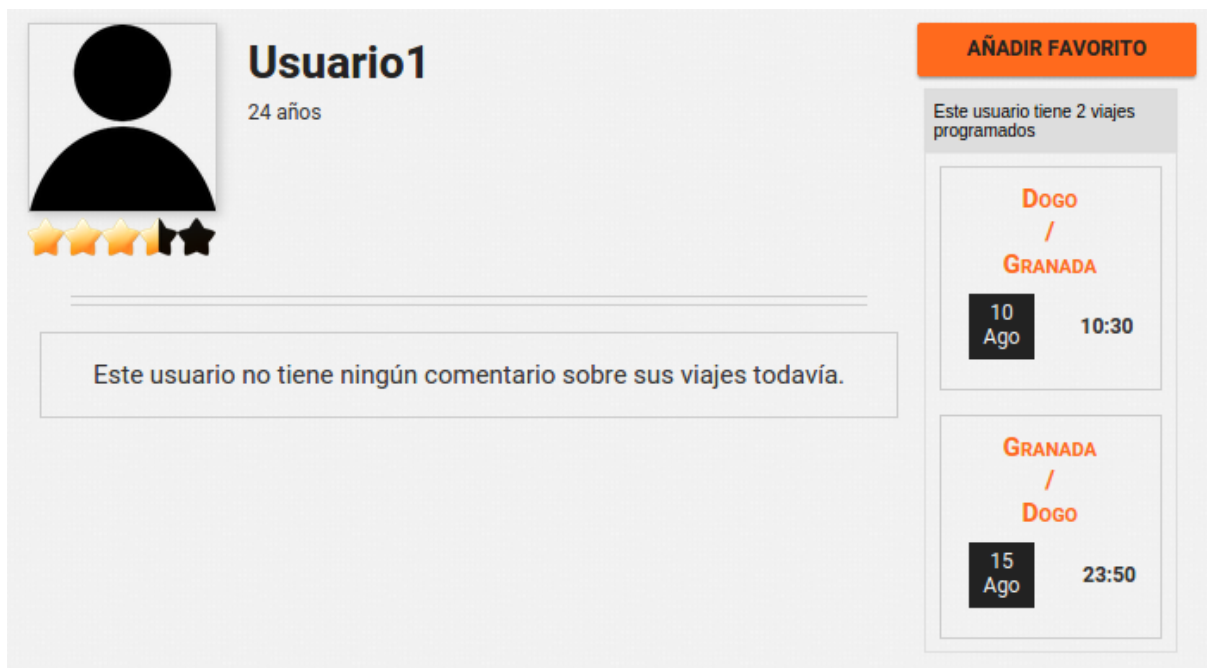 Usuario1
24 años
Este usuario no tiene ningún comentario sobre sus viajes todavía.
AÑADIR FAVORITO
Este usuario tiene 2 viajes
programados
Dogo
/
Granada
10
Ago
10:30
Granada
/
Dogo
15
Ago
23:50